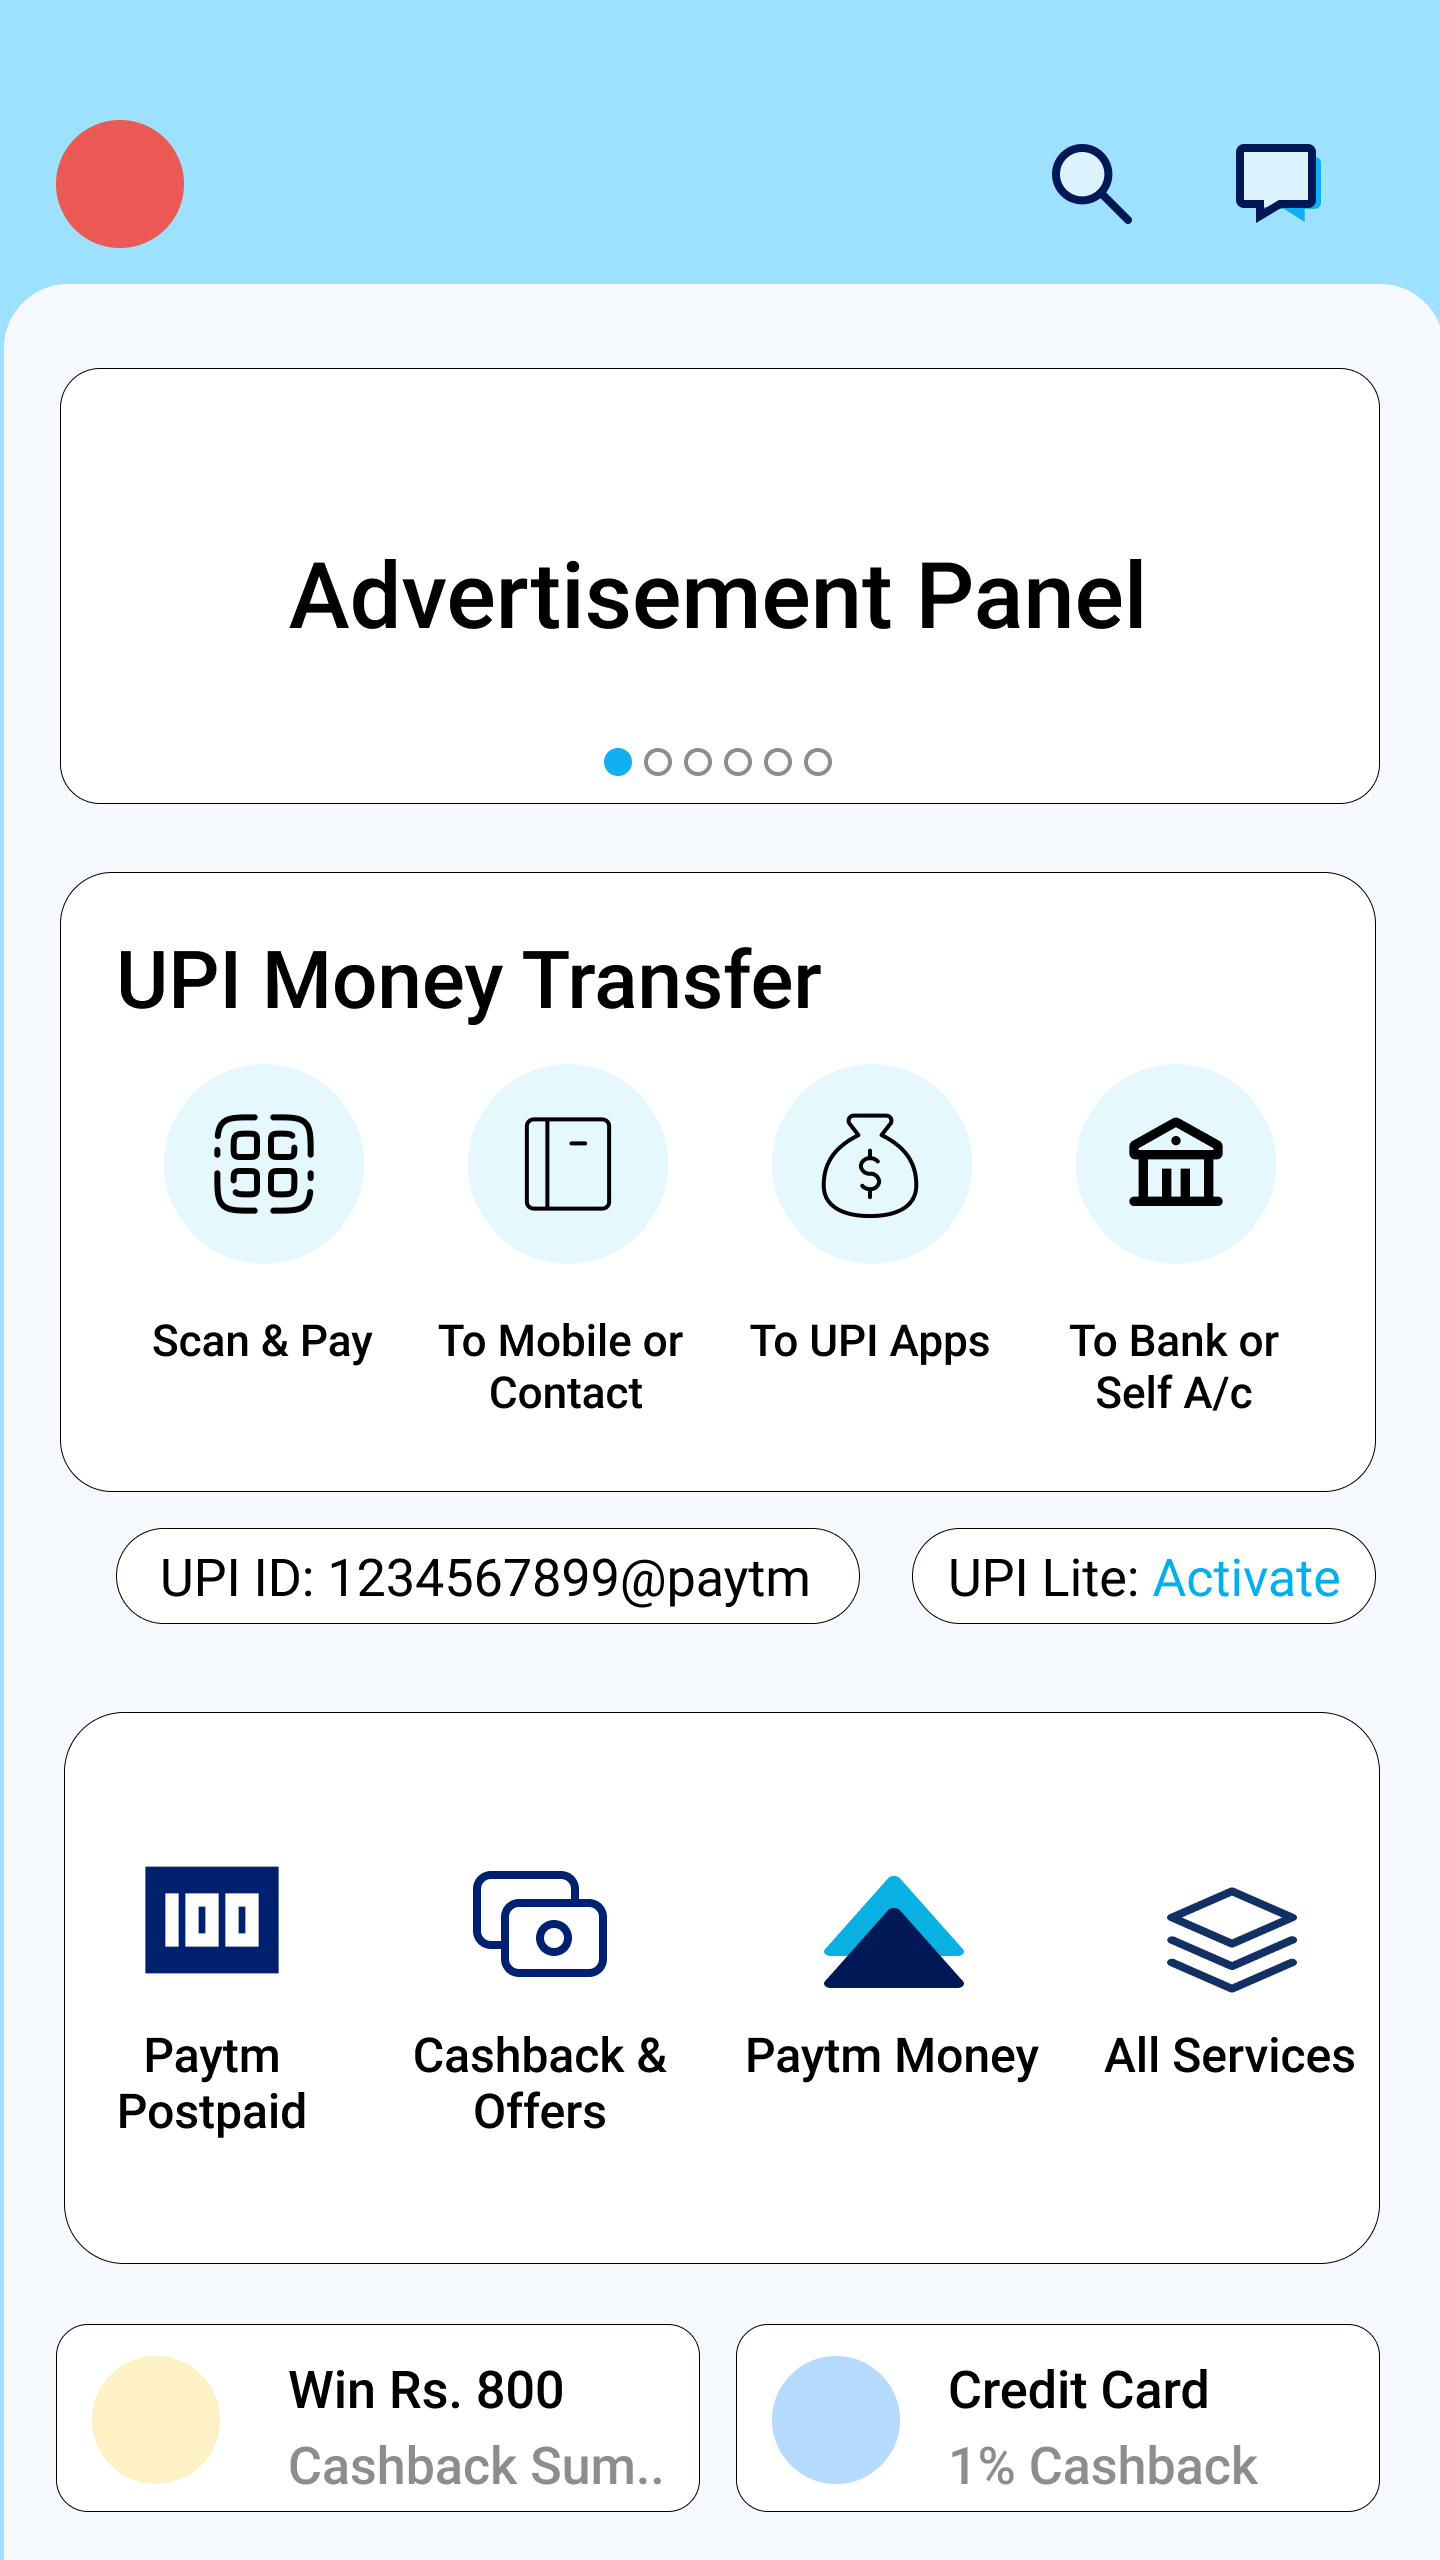 Advertisement Panel
UPI Money Transfer
Scan & Pay
To Mobile or
Contact
To UPI Apps
To Bank or
Self A/c
UPI ID: 1234567899@paytm
UPI Lite: Activate
100
Paytm
Postpaid
Cashback &
Offers
Paytm Money
All Services
Win Rs. 800
Cashback Sum..
Credit Card
1% Cashback